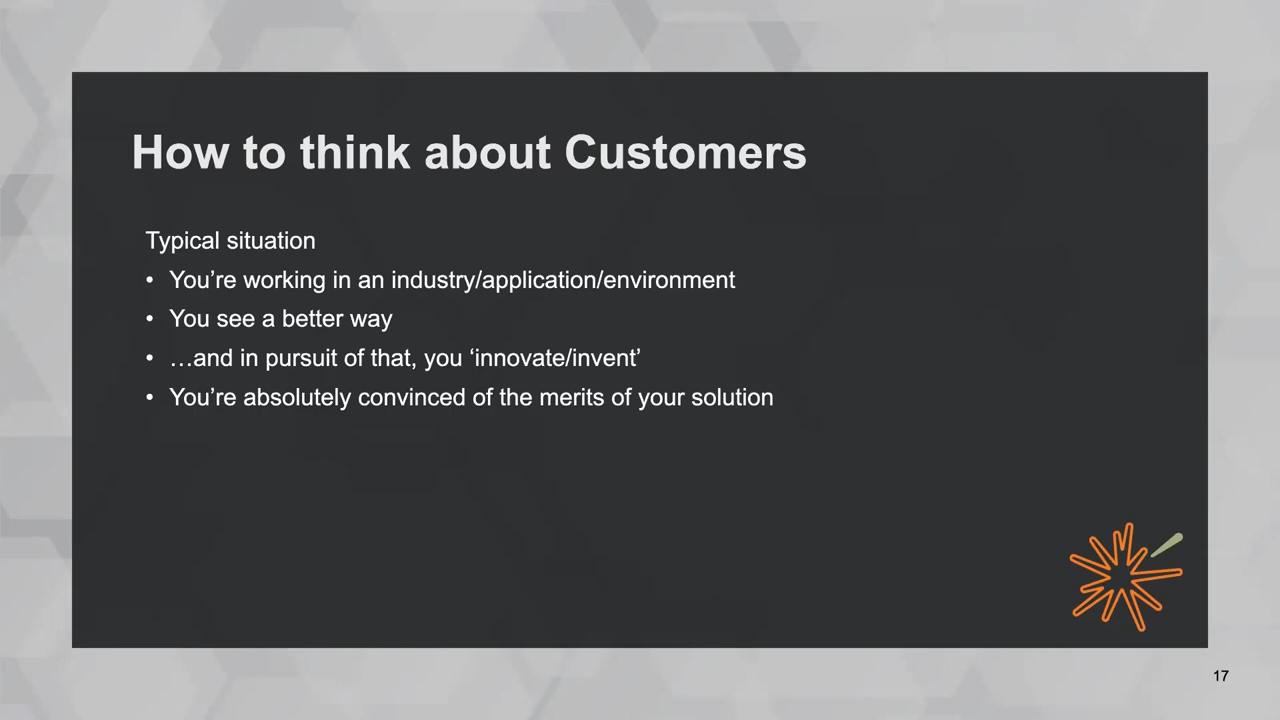 How to think about Customers
Typical situation
• You’re working in an industry/application/environment
• You see a better way
• …and in pursuit of that, you ‘innovate/invent’
• You’re absolutely convinced of the merits of your solution
17